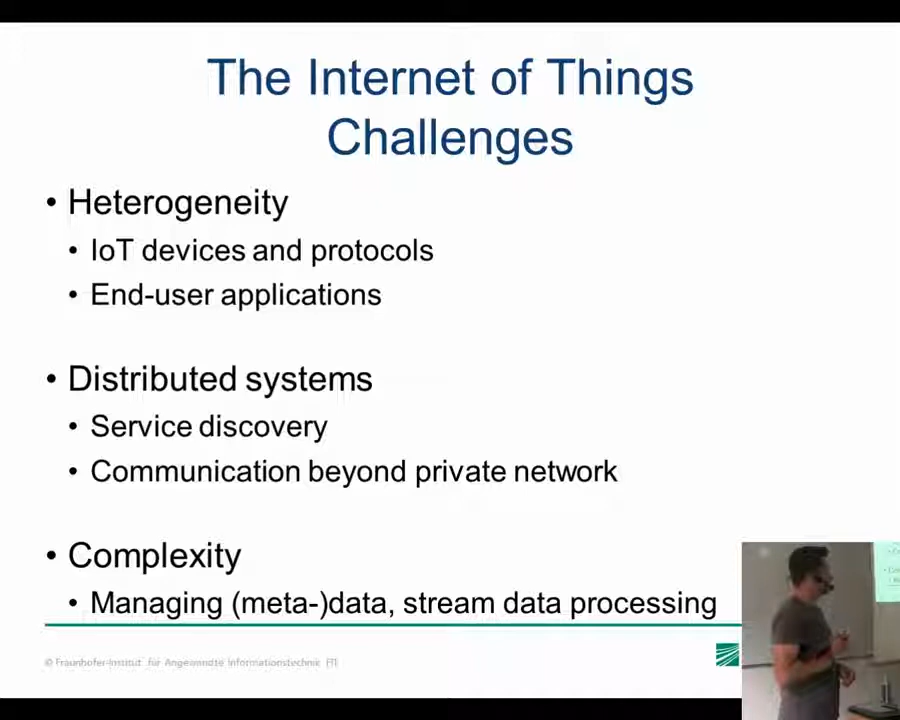 The Internet of Things
Challenges
• Heterogeneity
• IoT devices and protocols
• End-user applications
• Distributed systems
• Service discovery
• Communication beyond private network
• Complexity
• Managing (meta-)data, stream data processing
© Fraunhofer-Institut für Angewandte Informationstechnik FIT